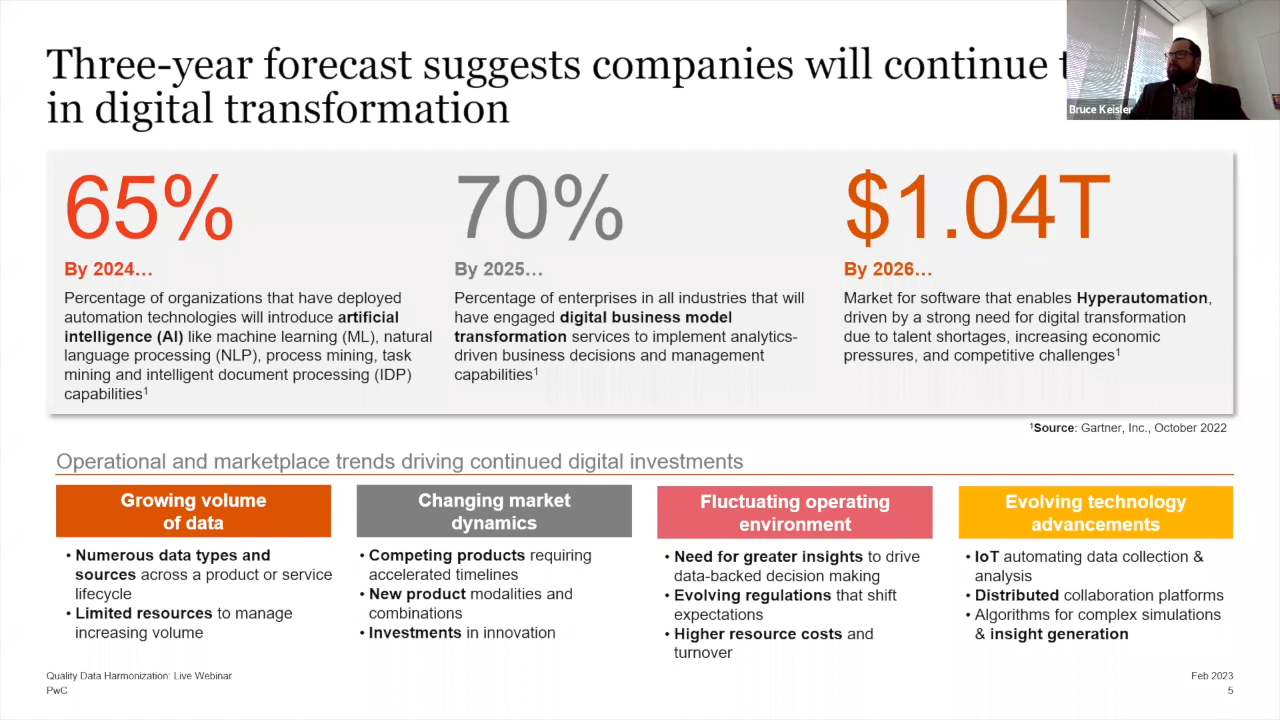 Three-year forecast suggests companies will continue
in digital transformation
Bruce Keisler
65%
By 2024…
Percentage of organizations that have deployed
automation technologies will introduce artificial
intelligence (AI) like machine learning (ML), natural
language processing (NLP), process mining, task
mining and intelligent document processing (IDP)
capabilities¹
70%
By 2025…
Percentage of enterprises in all industries that will
have engaged digital business model
transformation services to implement analytics-
driven business decisions and management
capabilities¹
$1.04T
By 2026…
Market for software that enables Hyperautomation,
driven by a strong need for digital transformation
due to talent shortages, increasing economic
pressures, and competitive challenges¹
¹Source: Gartner, Inc., October 2022
Operational and marketplace trends driving continued digital investments
Growing volume
of data
• Numerous data types and
sources across a product or service
lifecycle
• Limited resources to manage
increasing volume
Changing market
dynamics
• Competing products requiring
accelerated timelines
• New product modalities and
combinations
• Investments in innovation
Fluctuating operating
environment
• Need for greater insights to drive
data-backed decision making
• Evolving regulations that shift
expectations
• Higher resource costs and
turnover
Evolving technology
advancements
• IoT automating data collection &
analysis
• Distributed collaboration platforms
• Algorithms for complex simulations
& insight generation
Quality Data Harmonization: Live Webinar
PwC
Feb 2023
5